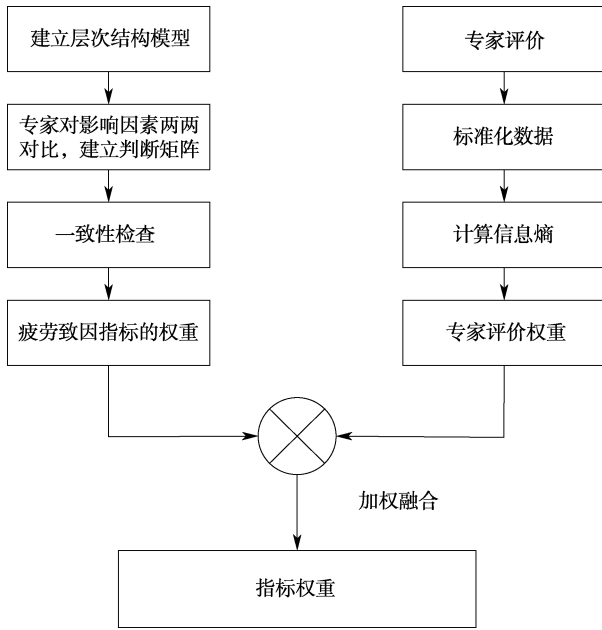 建立层次结构模型
专家对影响因素两两
对比，建立判断矩阵
一致性检查
疲劳致因指标的权重
专家评价
标准化数据
计算信息熵
专家评价权重
加权融合
指标权重